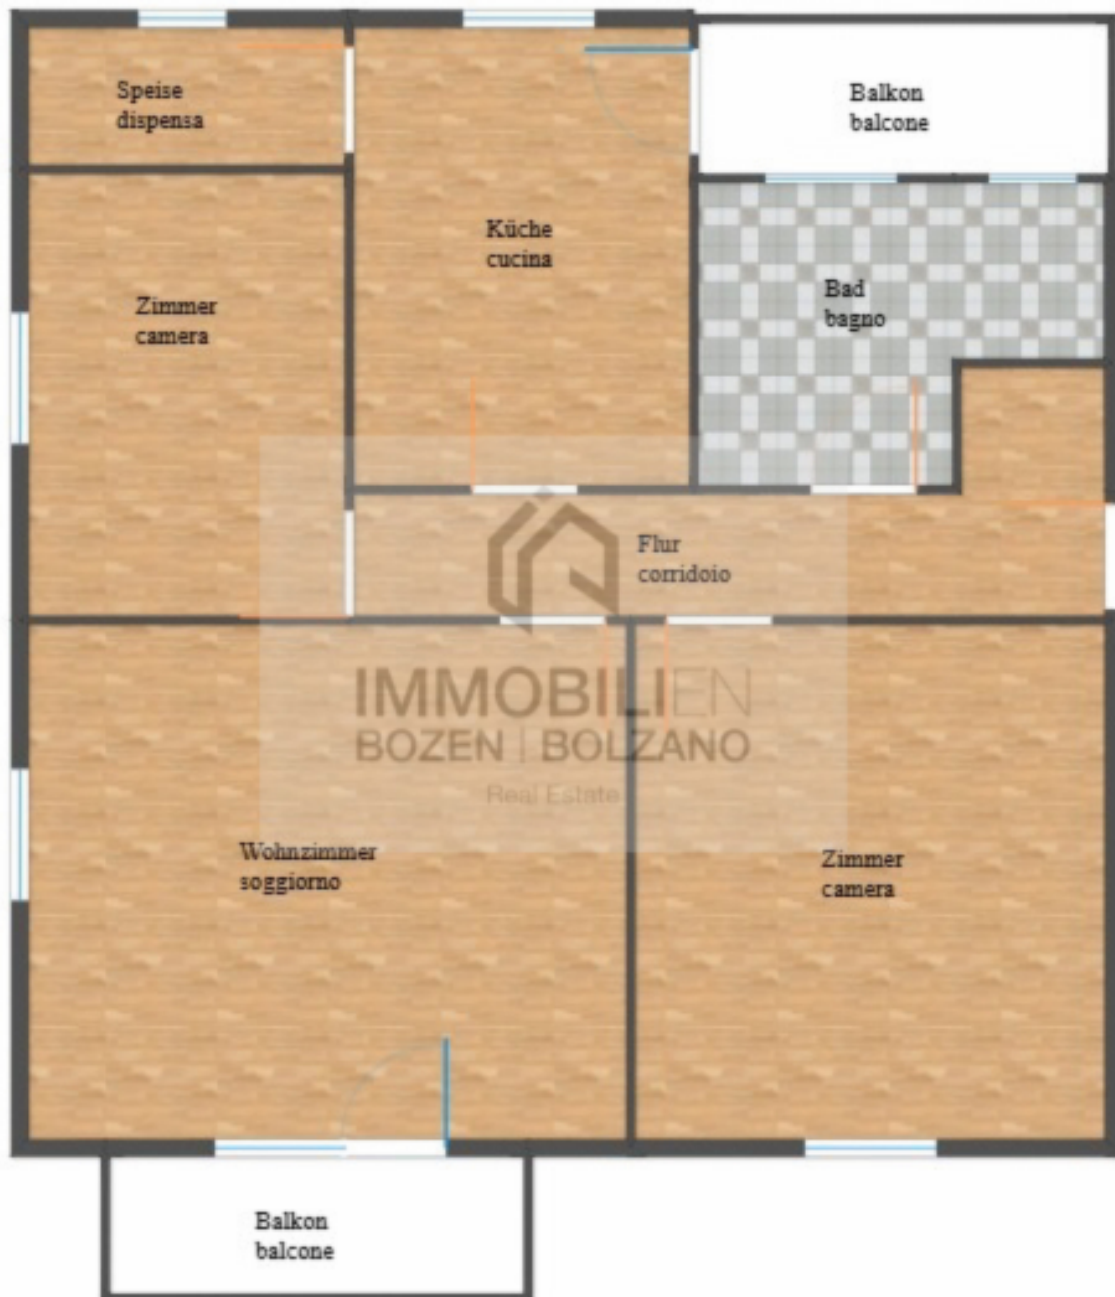 Speise
dispensa
Balkon
balcone
Küche
cucina
Bad
bagno
Zimmer
camera
Flur
corridoio
IMMOBILIEN
BOZEN | BOLZANO
Real Estate
Wohnzimmer
soggiorno
Zimmer
camera
Balkon
balcone